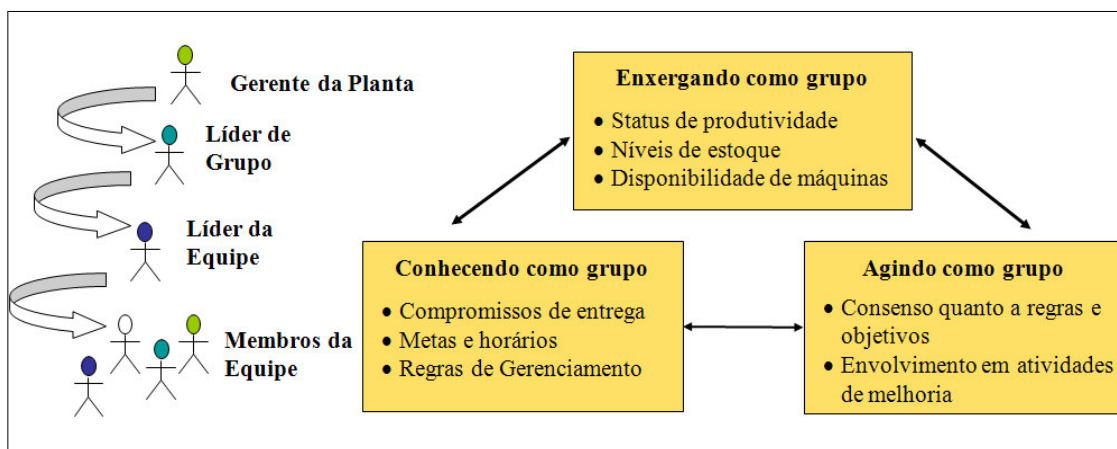 Gerente da Planta
Líder de
Grupo
Líder da
Equipe
Membros da
Equipe
Enxergando como grupo
• Status de produtividade
• Níveis de estoque
• Disponibilidade de máquinas
Conhecendo como grupo
• Compromissos de entrega
• Metas e horários
• Regras de Gerenciamento
Agindo como grupo
• Consenso quanto a regras e
objetivos
• Envolvimento em atividades
de melhoria